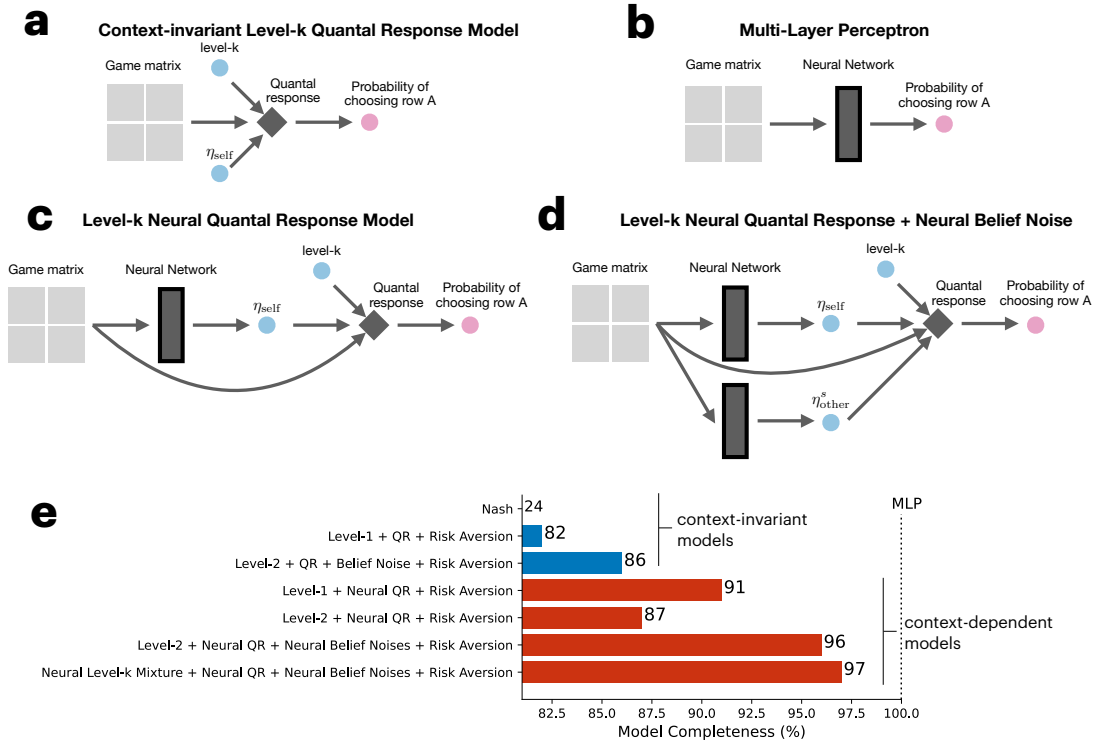 a
Context-invariant Level-k Quantal Response Model
level-k
Game matrix
Quantal
response
Probability of
choosing row A
η_self
b
Multi-Layer Perceptron
Game matrix
Neural Network
Probability of
choosing row A
c
Level-k Neural Quantal Response Model
level-k
Game matrix
Neural Network
η_self
Quantal
response
Probability of
choosing row A
d
Level-k Neural Quantal Response + Neural Belief Noise
level-k
Game matrix
Neural Network
η_self
Quantal
response
Probability of
choosing row A
η^s_other
e
MLP
Nash
24
Level-1 + QR + Risk Aversion
82
Level-2 + QR + Belief Noise + Risk Aversion
86
context-invariant
models
Level-1 + Neural QR + Risk Aversion
91
Level-2 + Neural QR + Risk Aversion
87
Level-2 + Neural QR + Neural Belief Noises + Risk Aversion
96
Neural Level-k Mixture + Neural QR + Neural Belief Noises + Risk Aversion
97
context-dependent
models
82.5 85.0 87.5 90.0 92.5 95.0 97.5 100.0
Model Completeness (%)